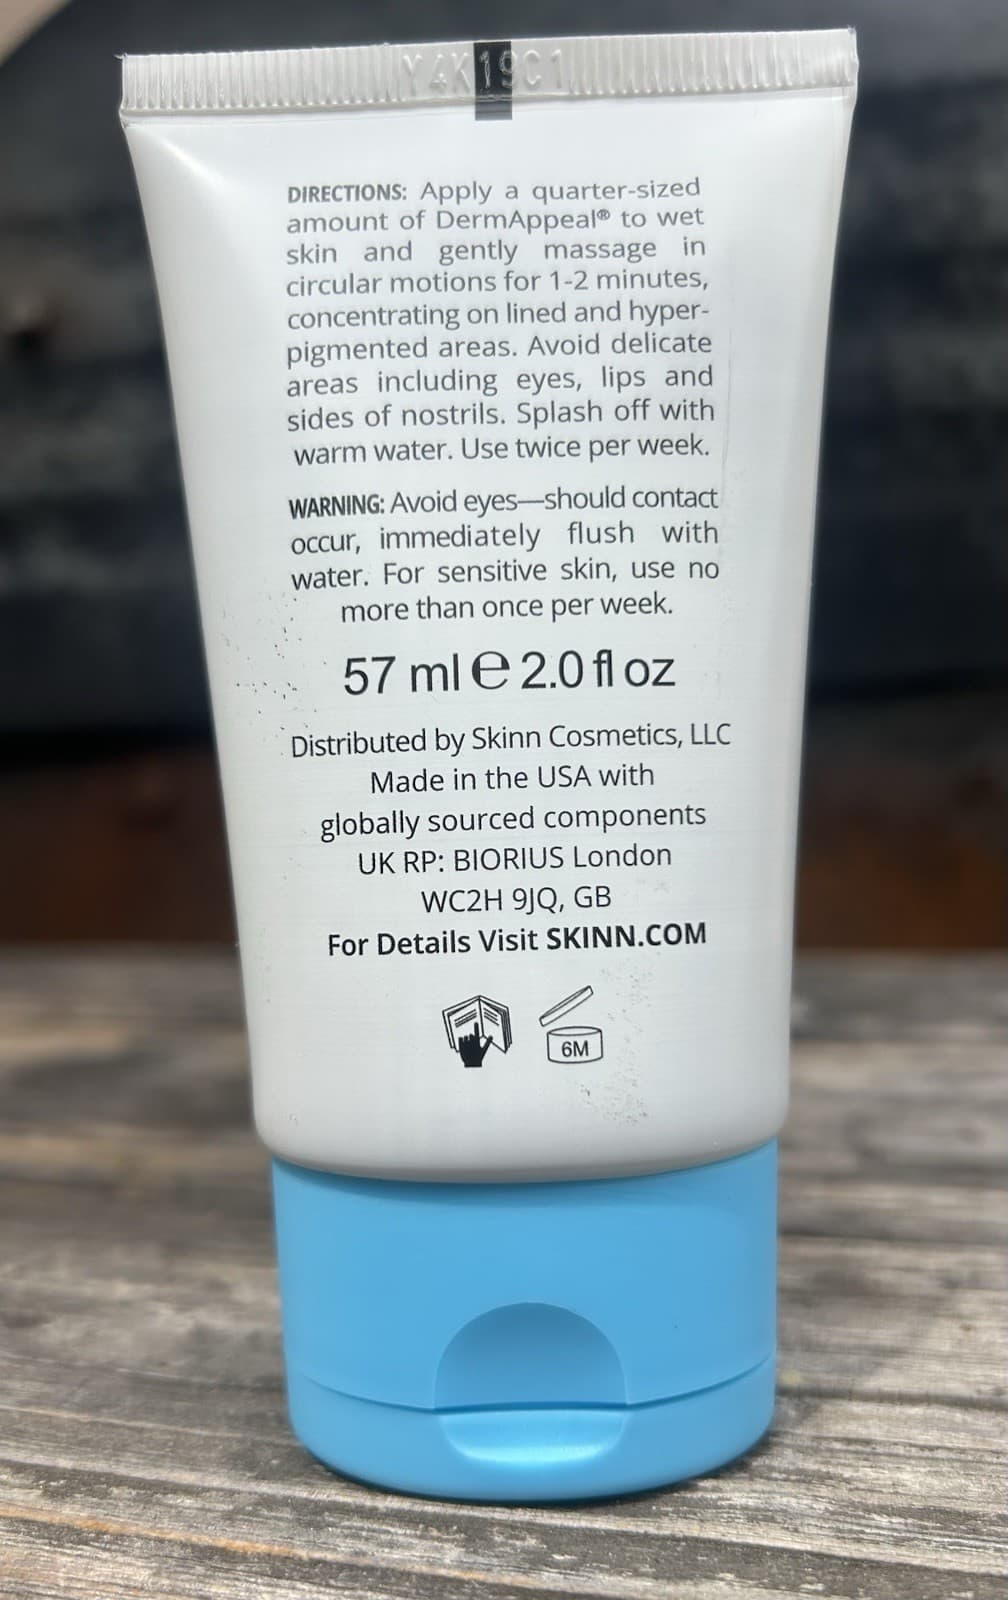 Y4K19C1
DIRECTIONS: Apply a quarter-sized
amount of DermAppeal® to wet
skin and gently massage in
circular motions for 1-2 minutes,
concentrating on lined and hyper-
pigmented areas. Avoid delicate
areas including eyes, lips and
sides of nostrils. Splash off with
warm water. Use twice per week.
WARNING: Avoid eyes—should contact
occur, immediately flush with
water. For sensitive skin, use no
more than once per week.
57 ml ℮ 2.0 fl oz
Distributed by Skinn Cosmetics, LLC
Made in the USA with
globally sourced components
UK RP: BIORIUS London
WC2H 9JQ, GB
For Details Visit SKINN.COM
6M